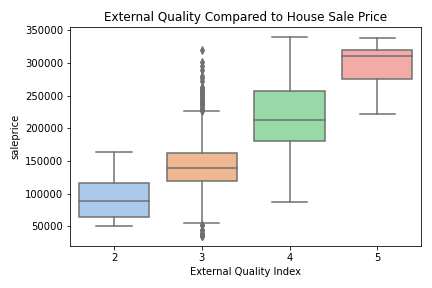 External Quality Compared to House Sale Price
350000
300000
250000
200000
150000
100000
50000
saleprice
2 3 4 5
External Quality Index